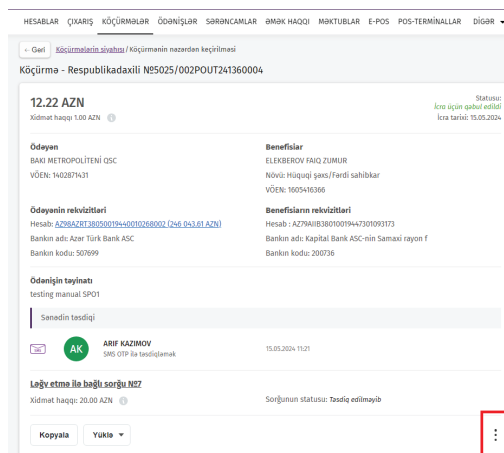 HESABLAR ÇIXARIŞ KÖÇÜRMƏLƏR ÖDƏNİŞLƏR SƏRƏNCAMLAR ƏMƏK HAQQI MƏKTUBLAR E-POS POS-TERMİNALLAR DİGƏR
← Geri Köçürmələrin siyahısı / Köçürmənin nəzərdən keçirilməsi
Köçürmə - Respublikadaxili №5025/002POUT241360004
12.22 AZN
Statusu:
İcra üçün qəbul edildi
Xidmət haqqı 1.00 AZN
İcra tarixi: 15.05.2024
Ödəyən
Benefisiar
BAKI METROPOLİTENİ QSC
ELEKBEROV FAIQ ZUMUR
VÖEN: 1402871431
Növü: Hüquqi şəxs/Fərdi sahibkar
VÖEN: 1605416366
Ödəyənin rekvizitləri
Benefisiarın rekvizitləri
Hesab: AZ98AZRT38050019440010268002 (246 043.61 AZN)
Hesab : AZ79AIIB38010019447301093173
Bankın adı: Azər Türk Bank ASC
Bankın adı: Kapital Bank ASC-nin Samaxi rayon f
Bankın kodu: 507699
Bankın kodu: 200736
Ödənişin təyinatı
testing manual SPO1
Sənədin təsdiqi
AK
ARIF KAZIMOV
SMS OTP ilə təsdiqləmək
15.05.2024 11:21
Ləğv etmə ilə bağlı sorğu №7
Xidmət haqqı: 20.00 AZN
Sorğunun statusu: Təsdiq edilməyib
Kopyala Yüklə